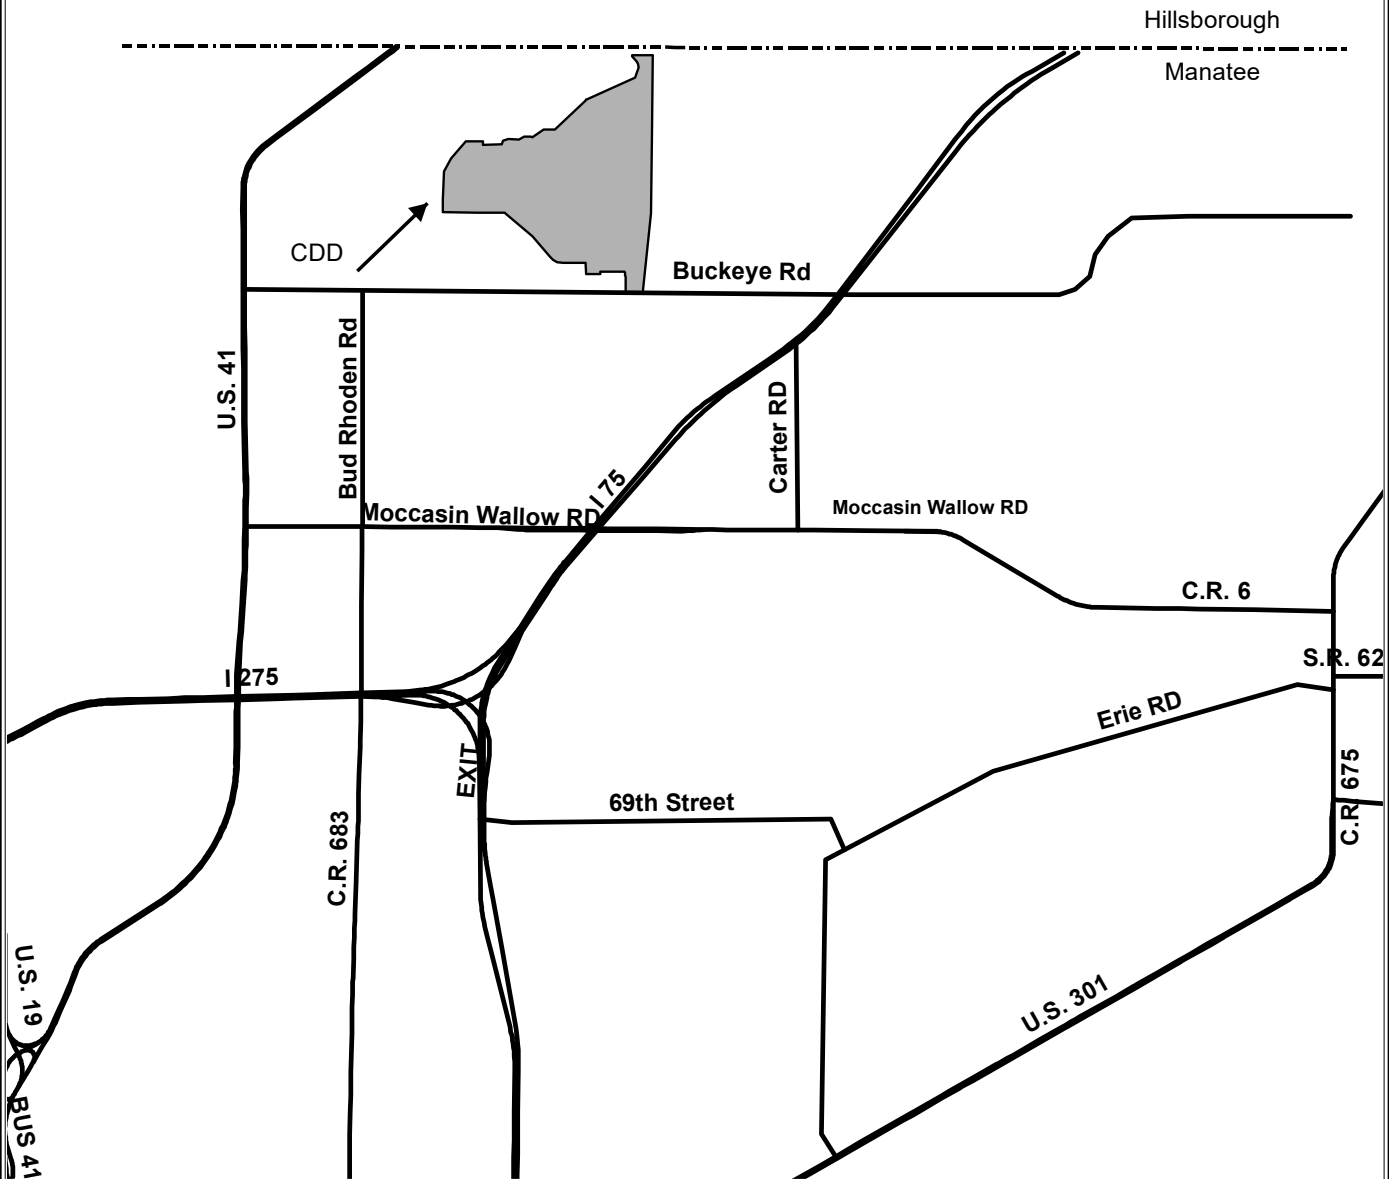 Hillsborough
Manatee
CDD
Buckeye Rd
U.S. 41
Bud Rhoden Rd
Carter RD
I 75
Moccasin Wallow RD
Moccasin Wallow RD
C.R. 6
S.R. 62
I 275
Erie RD
EXIT
C.R. 675
69th Street
C.R. 683
U.S. 19
U.S. 301
BUS 41